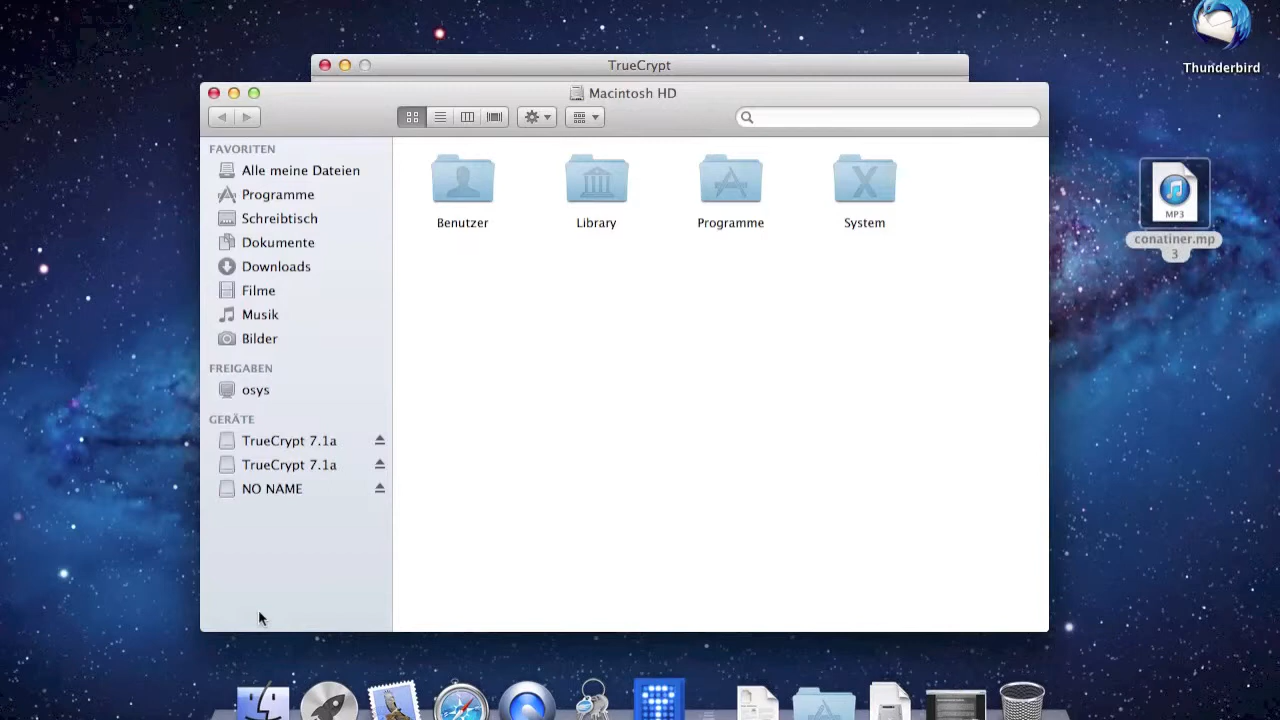 Thunderbird
TrueCrypt
Macintosh HD
FAVORITEN
Alle meine Dateien
Programme
Schreibtisch
Dokumente
Downloads
Filme
Musik
Bilder
FREIGABEN
osys
GERÄTE
TrueCrypt 7.1a
TrueCrypt 7.1a
NO NAME
Benutzer
Library
Programme
System
MP3
conatiner.mp
3